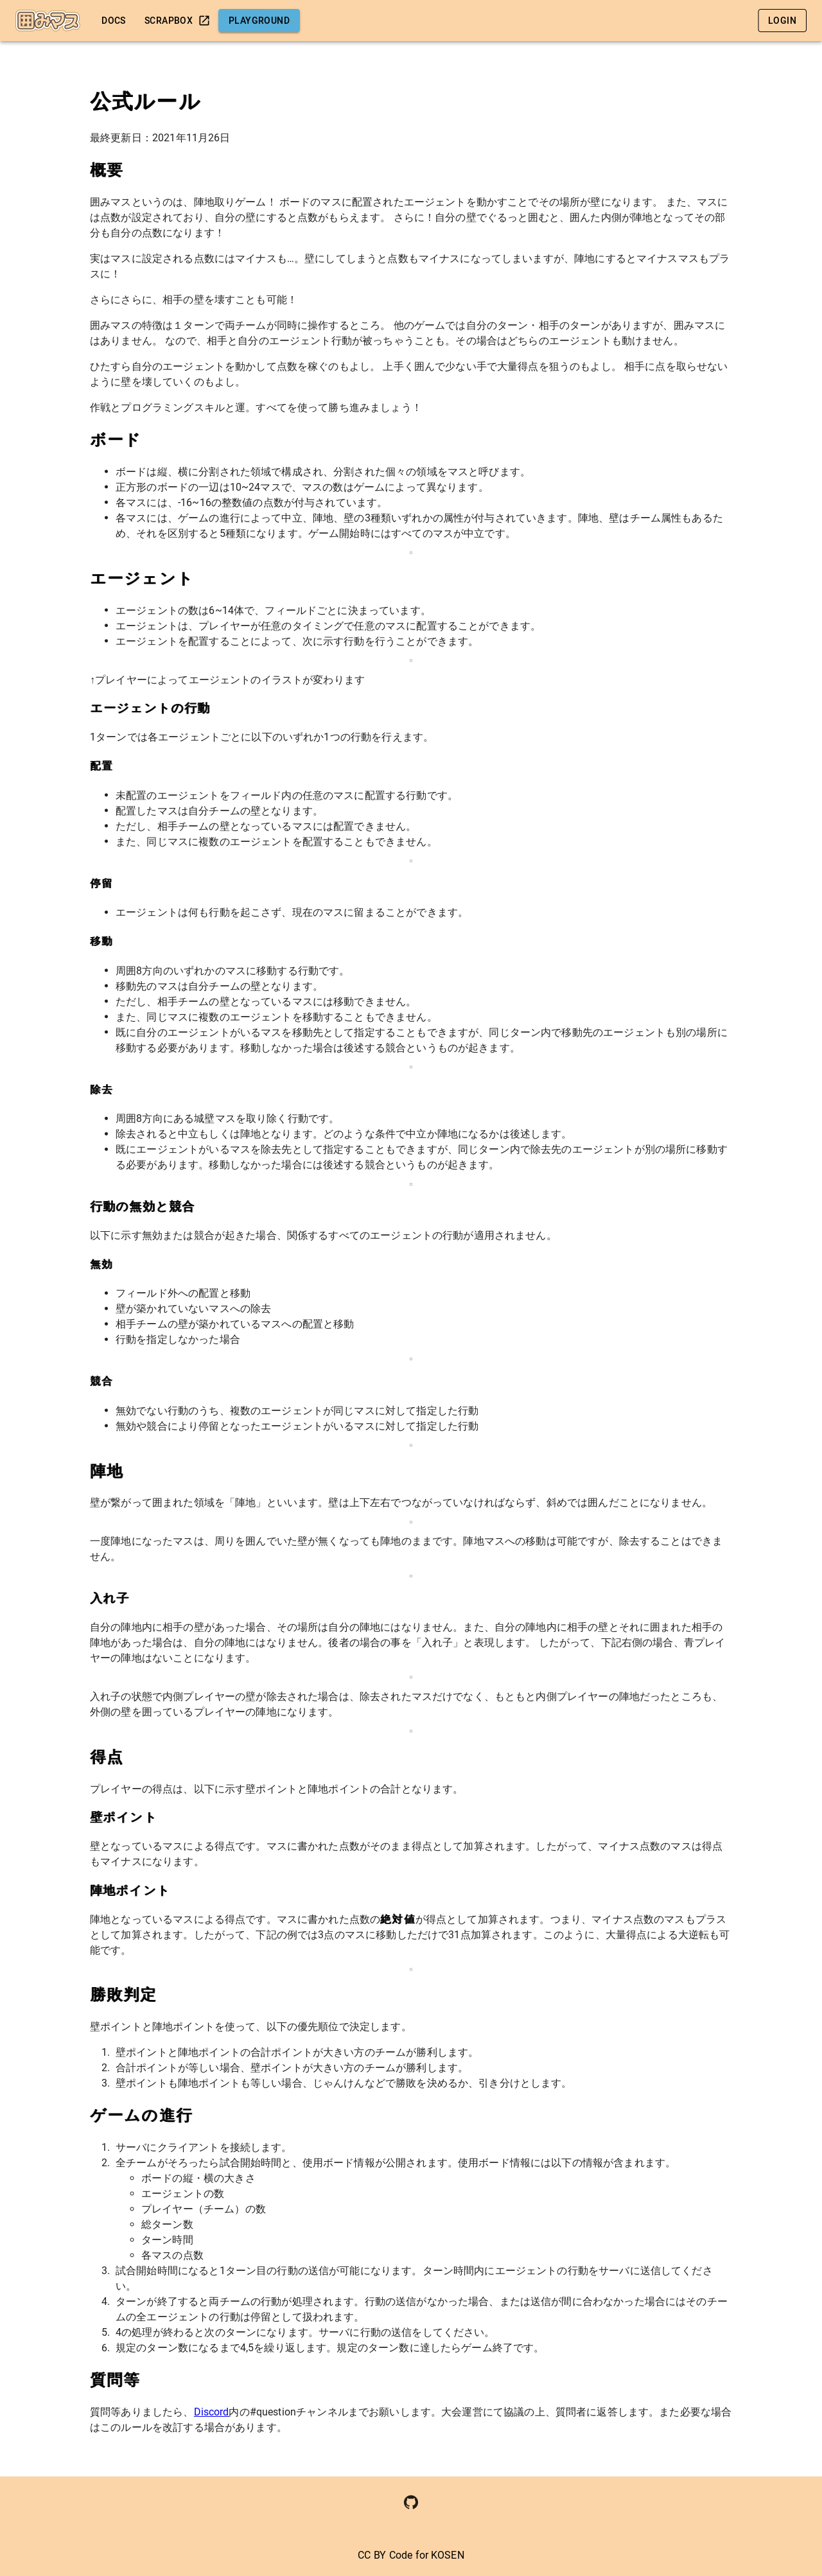 囲みマス
DOCS
SCRAPBOX
PLAYGROUND
LOGIN
公式ルール
最終更新日：2021年11月26日
概要
囲みマスというのは、陣地取りゲーム！ ボードのマスに配置されたエージェントを動かすことでその場所が壁になります。 また、マスに
は点数が設定されており、自分の壁にすると点数がもらえます。 さらに！自分の壁でぐるっと囲むと、囲んだ内側が陣地となってその部
分も自分の点数になります！
実はマスに設定される点数にはマイナスも…。壁にしてしまうと点数もマイナスになってしまいますが、陣地にするとマイナスマスもプラ
スに！
さらにさらに、相手の壁を壊すことも可能！
囲みマスの特徴は１ターンで両チームが同時に操作するところ。 他のゲームでは自分のターン・相手のターンがありますが、囲みマスに
はありません。 なので、相手と自分のエージェント行動が被っちゃうことも。その場合はどちらのエージェントも動けません。
ひたすら自分のエージェントを動かして点数を稼ぐのもよし。 上手く囲んで少ない手で大量得点を狙うのもよし。 相手に点を取らせない
ように壁を壊していくのもよし。
作戦とプログラミングスキルと運。すべてを使って勝ち進みましょう！
ボード
• ボードは縦、横に分割された領域で構成され、分割された個々の領域をマスと呼びます。
• 正方形のボードの一辺は10~24マスで、マスの数はゲームによって異なります。
• 各マスには、-16~16の整数値の点数が付与されています。
• 各マスには、ゲームの進行によって中立、陣地、壁の3種類いずれかの属性が付与されていきます。陣地、壁はチーム属性もあるた
め、それを区別すると5種類になります。ゲーム開始時にはすべてのマスが中立です。
エージェント
• エージェントの数は6~14体で、フィールドごとに決まっています。
• エージェントは、プレイヤーが任意のタイミングで任意のマスに配置することができます。
• エージェントを配置することによって、次に示す行動を行うことができます。
↑プレイヤーによってエージェントのイラストが変わります
エージェントの行動
1ターンでは各エージェントごとに以下のいずれか1つの行動を行えます。
配置
• 未配置のエージェントをフィールド内の任意のマスに配置する行動です。
• 配置したマスは自分チームの壁となります。
• ただし、相手チームの壁となっているマスには配置できません。
• また、同じマスに複数のエージェントを配置することもできません。
停留
• エージェントは何も行動を起こさず、現在のマスに留まることができます。
移動
• 周囲8方向のいずれかのマスに移動する行動です。
• 移動先のマスは自分チームの壁となります。
• ただし、相手チームの壁となっているマスには移動できません。
• また、同じマスに複数のエージェントを移動することもできません。
• 既に自分のエージェントがいるマスを移動先として指定することもできますが、同じターン内で移動先のエージェントも別の場所に
移動する必要があります。移動しなかった場合は後述する競合というものが起きます。
除去
• 周囲8方向にある城壁マスを取り除く行動です。
• 除去されると中立もしくは陣地となります。どのような条件で中立か陣地になるかは後述します。
• 既にエージェントがいるマスを除去先として指定することもできますが、同じターン内で除去先のエージェントが別の場所に移動す
る必要があります。移動しなかった場合には後述する競合というものが起きます。
行動の無効と競合
以下に示す無効または競合が起きた場合、関係するすべてのエージェントの行動が適用されません。
無効
• フィールド外への配置と移動
• 壁が築かれていないマスへの除去
• 相手チームの壁が築かれているマスへの配置と移動
• 行動を指定しなかった場合
競合
• 無効でない行動のうち、複数のエージェントが同じマスに対して指定した行動
• 無効や競合により停留となったエージェントがいるマスに対して指定した行動
陣地
壁が繋がって囲まれた領域を「陣地」といいます。壁は上下左右でつながっていなければならず、斜めでは囲んだことになりません。
一度陣地になったマスは、周りを囲んでいた壁が無くなっても陣地のままです。陣地マスへの移動は可能ですが、除去することはできま
せん。
入れ子
自分の陣地内に相手の壁があった場合、その場所は自分の陣地にはなりません。また、自分の陣地内に相手の壁とそれに囲まれた相手の
陣地があった場合は、自分の陣地にはなりません。後者の場合の事を「入れ子」と表現します。 したがって、下記右側の場合、青プレイ
ヤーの陣地はないことになります。
入れ子の状態で内側プレイヤーの壁が除去された場合は、除去されたマスだけでなく、もともと内側プレイヤーの陣地だったところも、
外側の壁を囲っているプレイヤーの陣地になります。
得点
プレイヤーの得点は、以下に示す壁ポイントと陣地ポイントの合計となります。
壁ポイント
壁となっているマスによる得点です。マスに書かれた点数がそのまま得点として加算されます。したがって、マイナス点数のマスは得点
もマイナスになります。
陣地ポイント
陣地となっているマスによる得点です。マスに書かれた点数の絶対値が得点として加算されます。つまり、マイナス点数のマスもプラス
として加算されます。したがって、下記の例では3点のマスに移動しただけで31点加算されます。このように、大量得点による大逆転も可
能です。
勝敗判定
壁ポイントと陣地ポイントを使って、以下の優先順位で決定します。
1. 壁ポイントと陣地ポイントの合計ポイントが大きい方のチームが勝利します。
2. 合計ポイントが等しい場合、壁ポイントが大きい方のチームが勝利します。
3. 壁ポイントも陣地ポイントも等しい場合、じゃんけんなどで勝敗を決めるか、引き分けとします。
ゲームの進行
1. サーバにクライアントを接続します。
2. 全チームがそろったら試合開始時間と、使用ボード情報が公開されます。使用ボード情報には以下の情報が含まれます。
◦ ボードの縦・横の大きさ
◦ エージェントの数
◦ プレイヤー（チーム）の数
◦ 総ターン数
◦ ターン時間
◦ 各マスの点数
3. 試合開始時間になると1ターン目の行動の送信が可能になります。ターン時間内にエージェントの行動をサーバに送信してくださ
い。
4. ターンが終了すると両チームの行動が処理されます。行動の送信がなかった場合、または送信が間に合わなかった場合にはそのチー
ムの全エージェントの行動は停留として扱われます。
5. 4の処理が終わると次のターンになります。サーバに行動の送信をしてください。
6. 規定のターン数になるまで4,5を繰り返します。規定のターン数に達したらゲーム終了です。
質問等
質問等ありましたら、Discord内の#questionチャンネルまでお願いします。大会運営にて協議の上、質問者に返答します。また必要な場合
はこのルールを改訂する場合があります。
CC BY Code for KOSEN